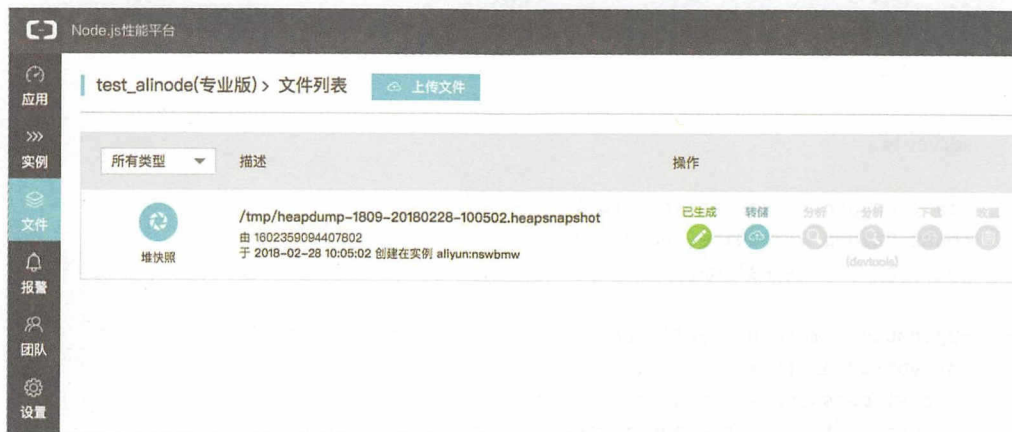 Node.js性能平台
应用
实例
文件
报警
团队
设置
test_alinode(专业版) > 文件列表
上传文件
所有类型 描述 操作
堆快照
/tmp/heapdump-1809-20180228-100502.heapsnapshot
由 1602359094407802
于 2018-02-28 10:05:02 创建在实例 aliyun:nswbmw
已生成 转储 分析 分析 下载 收藏
(devtools)